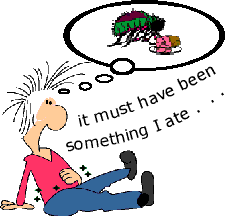 it must have been
something I ate . . .